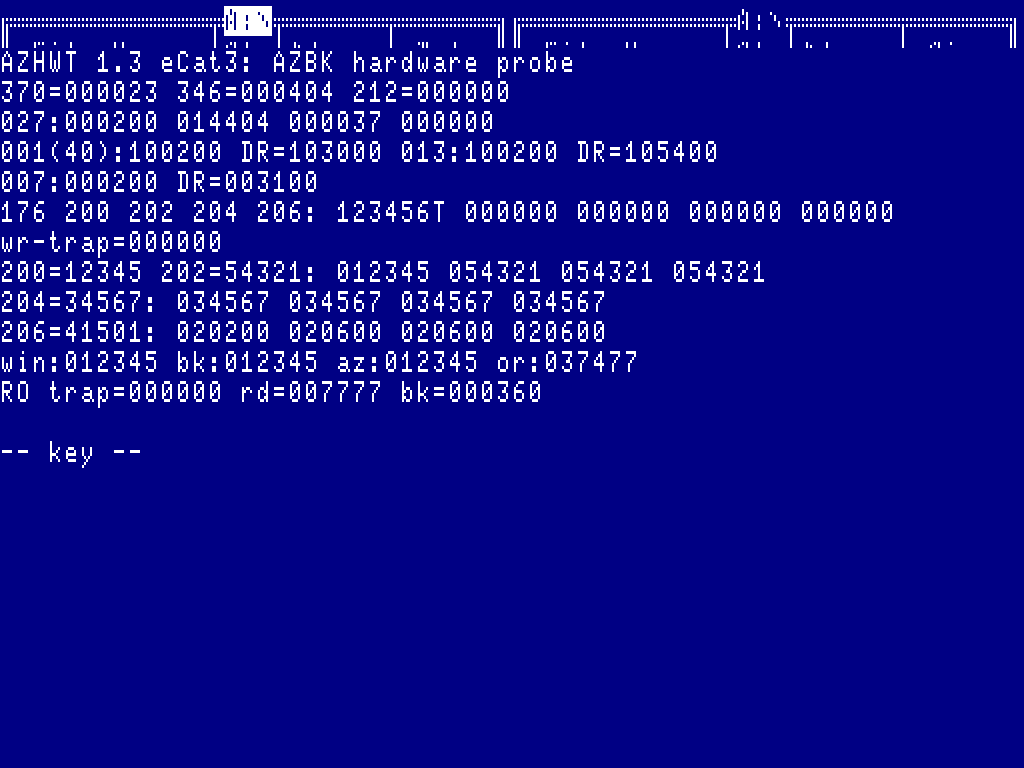 AZHWT 1.3 eCat3: AZBK hardware probe
370=000023 346=000404 212=000000
027:000200 014404 000037 000000
001(40):100200 DR=103000 013:100200 DR=105400
007:000200 DR=003100
176 200 202 204 206: 123456T 000000 000000 000000 000000
wr-trap=000000
200=12345 202=54321: 012345 054321 054321 054321
204=34567: 034567 034567 034567 034567
206=41501: 020200 020600 020600 020600
win:012345 bk:012345 az:012345 or:037477
RO trap=000000 rd=007777 bk=000360
-- key --